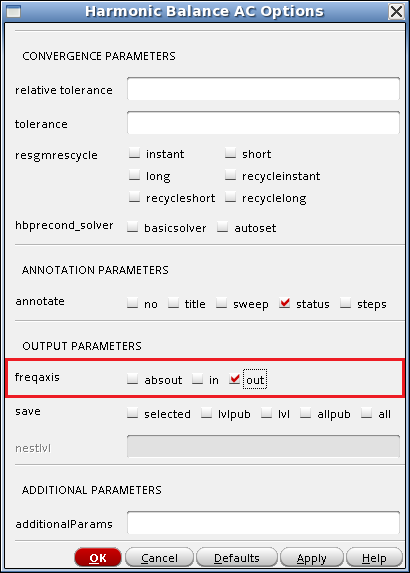 Harmonic Balance AC Options
CONVERGENCE PARAMETERS
relative tolerance
tolerance
resgmrescycle instant short
long recycleinstant
recycleshort recyclelong
hbprecond_solver basicsolver autoset
ANNOTATION PARAMETERS
annotate no title sweep status steps
OUTPUT PARAMETERS
freqaxis absout in out
save selected lvlpub lvl allpub all
nestlvl
ADDITIONAL PARAMETERS
additionalParams
OK Cancel Defaults Apply Help